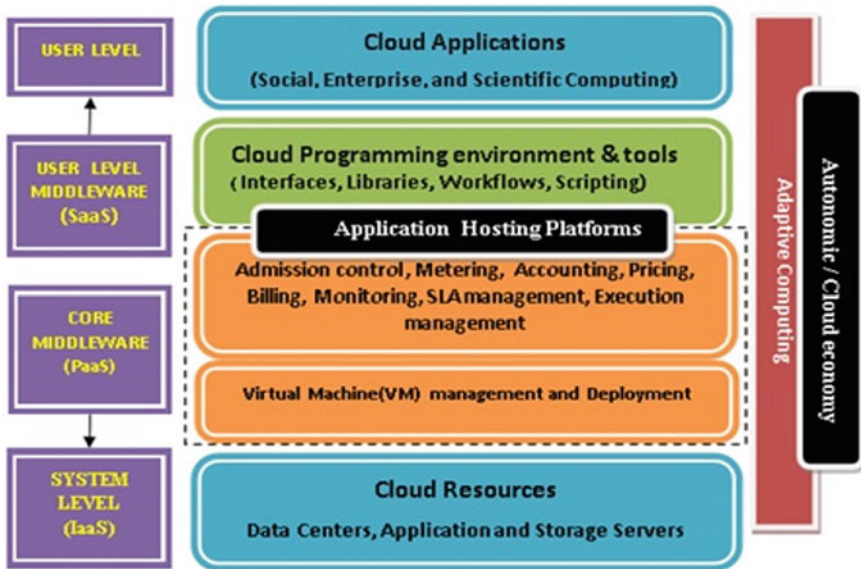 USER LEVEL
Cloud Applications
(Social, Enterprise, and Scientific Computing)
USER LEVEL
MIDDLEWARE
(SaaS)
Cloud Programming environment & tools
( Interfaces, Libraries, Workflows, Scripting)
Application Hosting Platforms
CORE
MIDDLEWARE
(PaaS)
Admission control, Metering, Accounting, Pricing,
Billing, Monitoring, SLA management, Execution
management
Virtual Machine(VM) management and Deployment
SYSTEM
LEVEL
(IaaS)
Cloud Resources
Data Centers, Application and Storage Servers
Adaptive Computing
Autonomic / Cloud economy